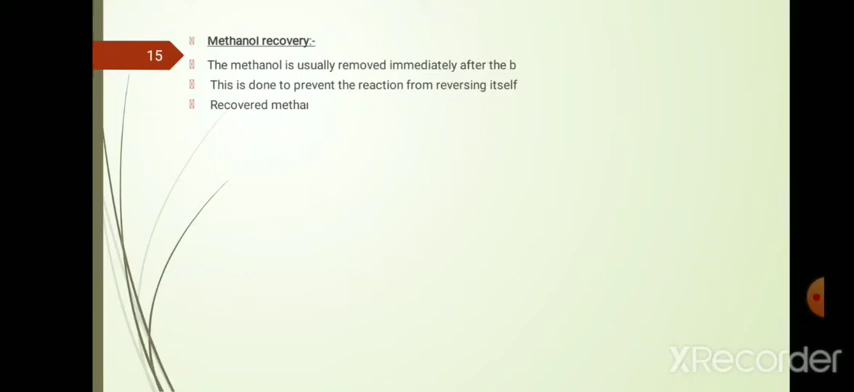 15
Methanol recovery:-
The methanol is usually removed immediately after the b
This is done to prevent the reaction from reversing itself
Recovered
XRecorder